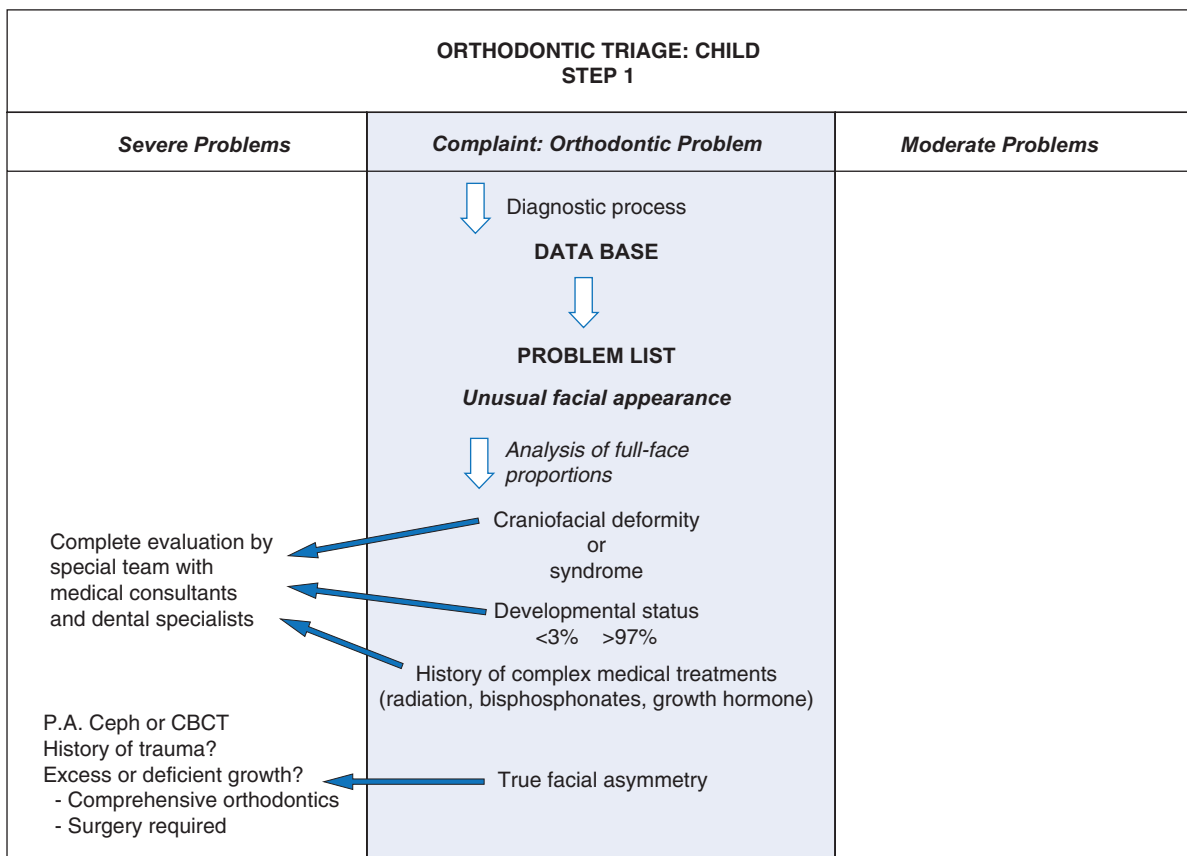 ORTHODONTIC TRIAGE: CHILD
STEP 1
Severe Problems
Complaint: Orthodontic Problem
Moderate Problems
Diagnostic process
DATA BASE
PROBLEM LIST
Unusual facial appearance
Analysis of full-face
proportions
Craniofacial deformity
or
syndrome
Complete evaluation by
special team with
medical consultants
and dental specialists
Developmental status
<3% >97%
History of complex medical treatments
(radiation, bisphosphonates, growth hormone)
P.A. Ceph or CBCT
History of trauma?
Excess or deficient growth?
- Comprehensive orthodontics
- Surgery required
True facial asymmetry